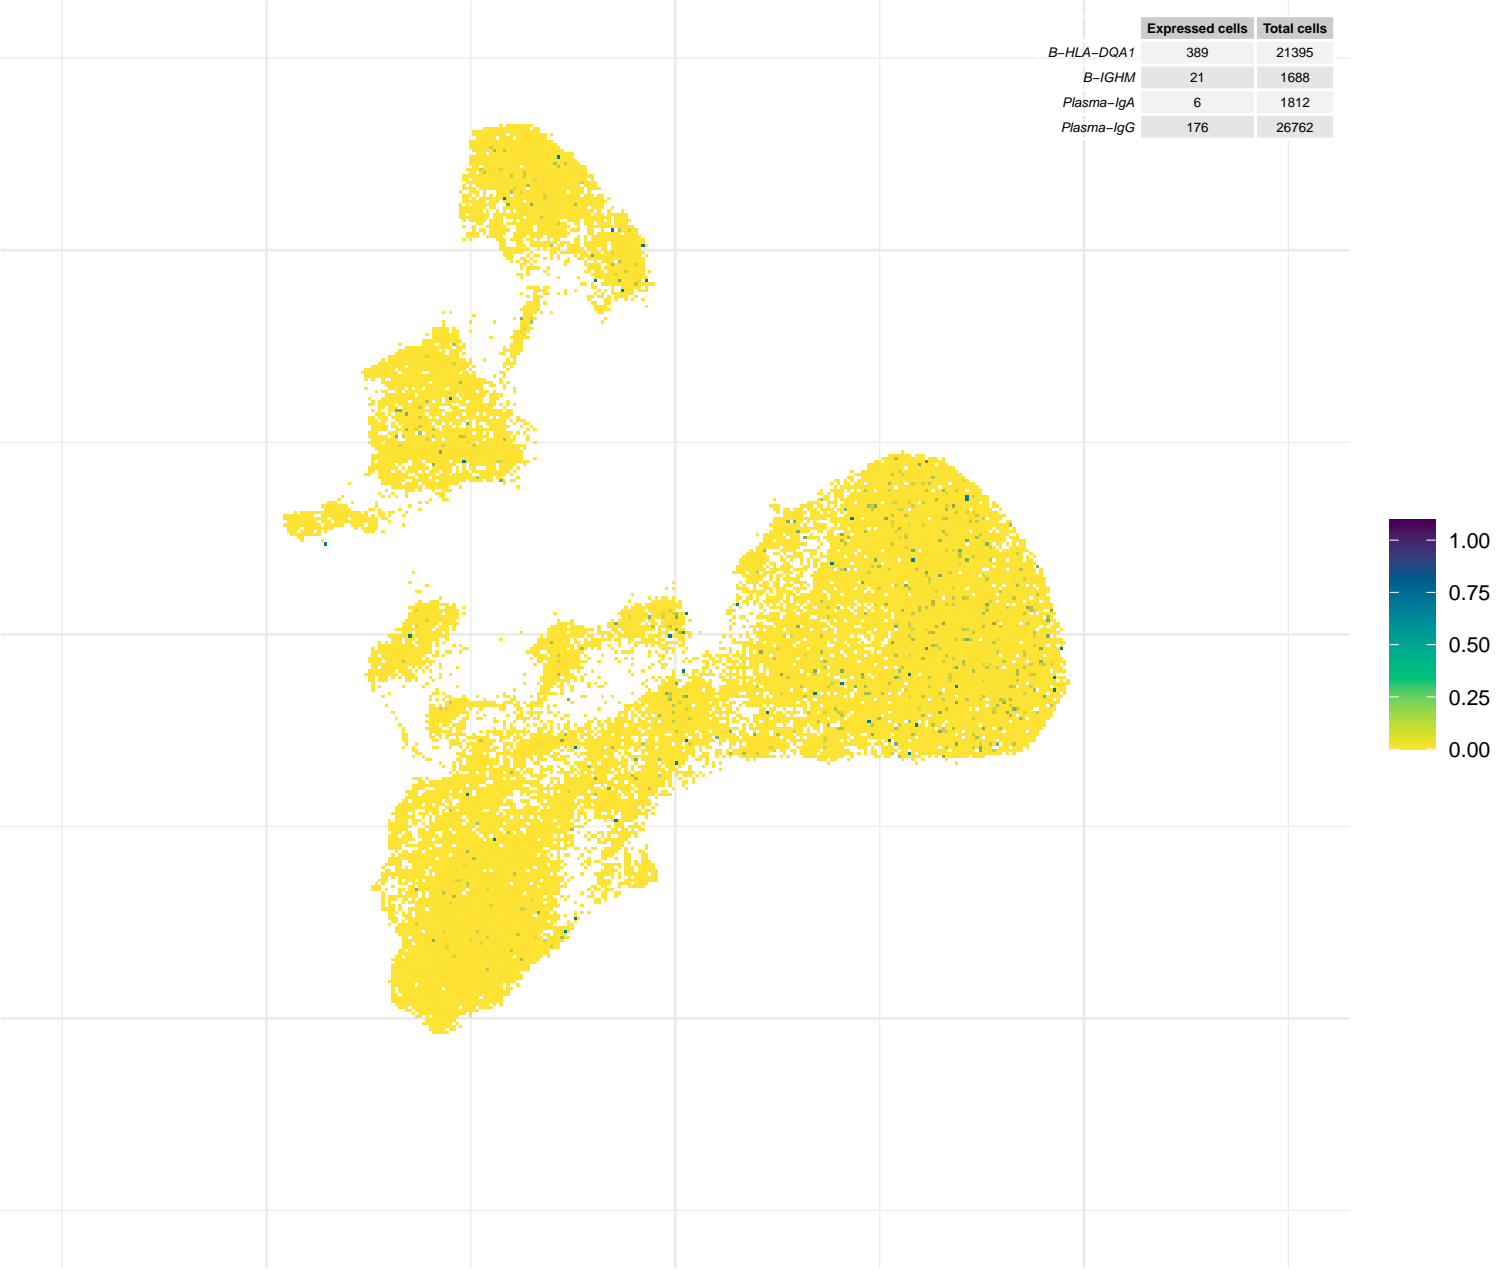 Expressed cells Total cells
B−HLA−DQA1 389 21395
B−IGHM 21 1688
Plasma−IgA 6 1812
Plasma−IgG 176 26762
1.00
0.75
0.50
0.25
0.00